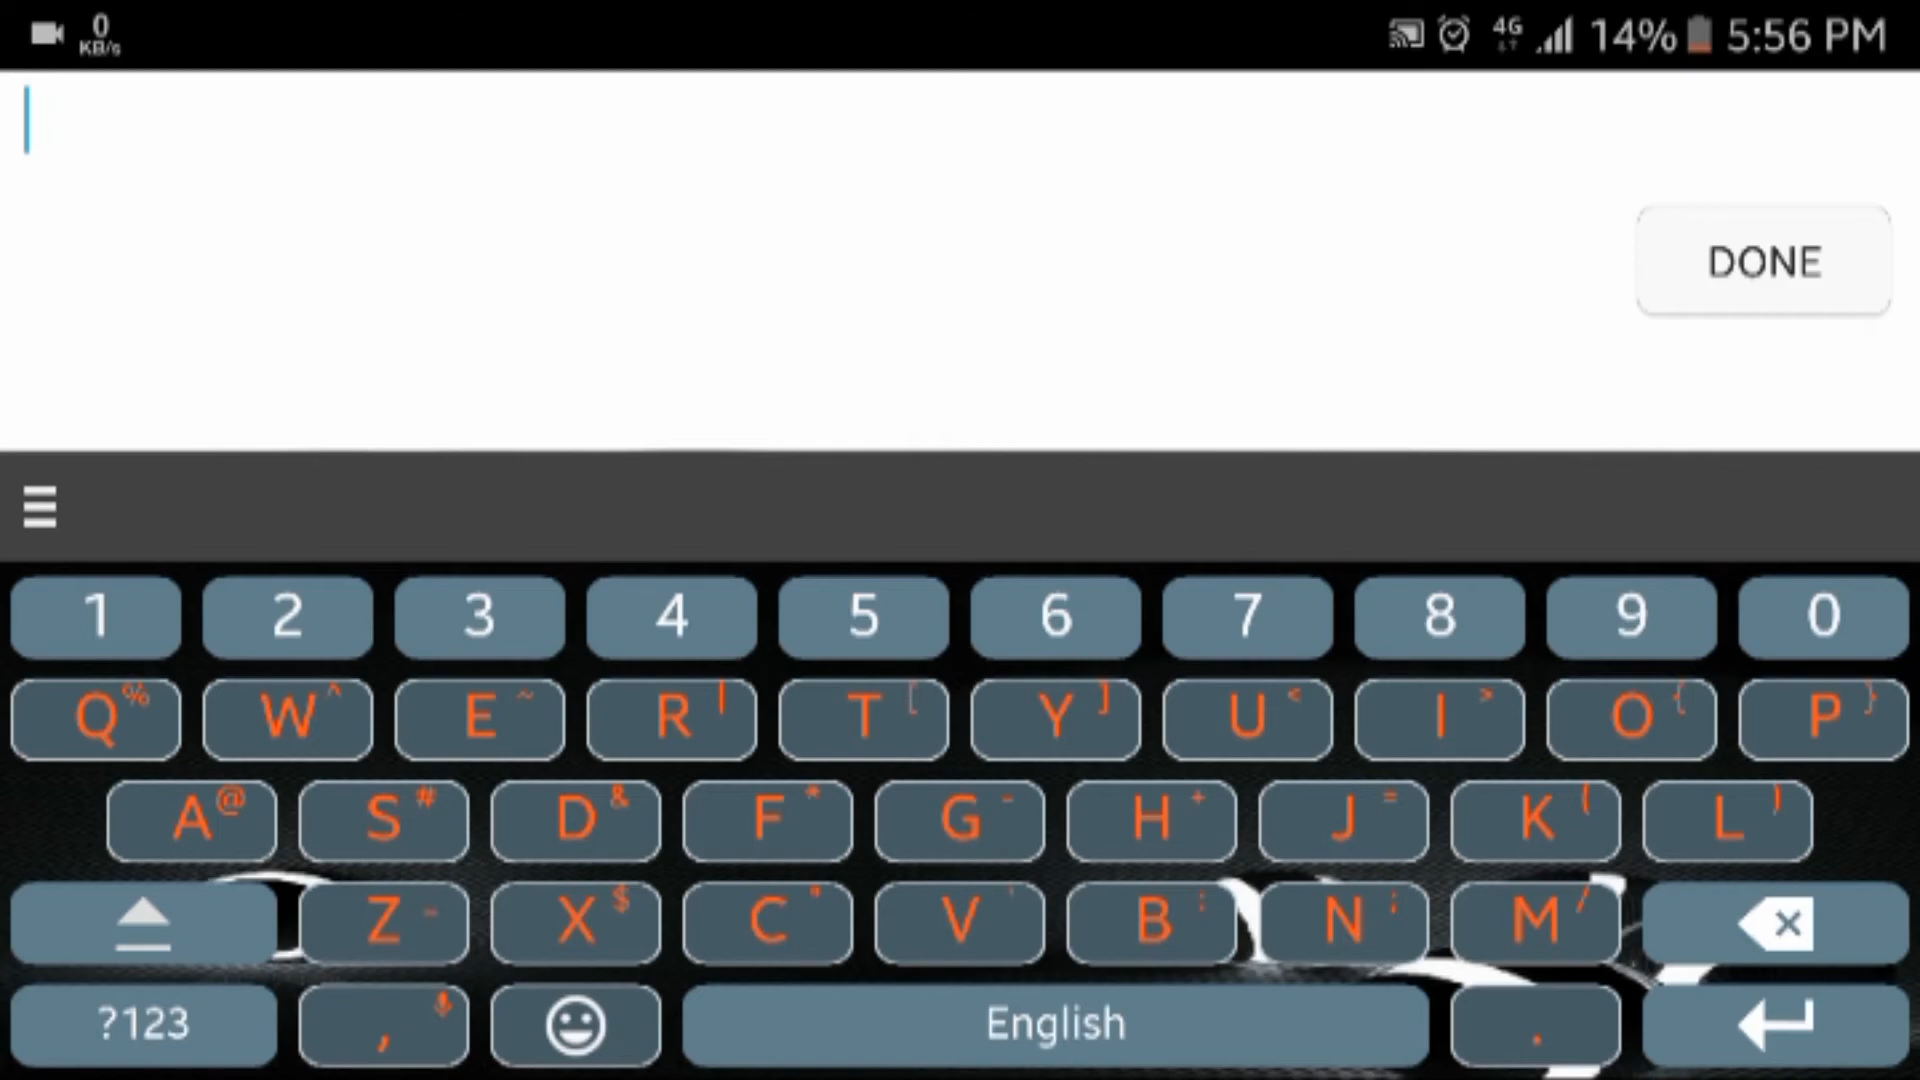 0
KB/s
4G 14% 5:56 PM
DONE
1 2 3 4 5 6 7 8 9 0
Q % W ^ E ~ R | T [ Y ] U < I > O { P }
A @ S # D & F * G - H + J = K ( L )
Z - X $ C " V ' B : N ; M /
?123 , English .